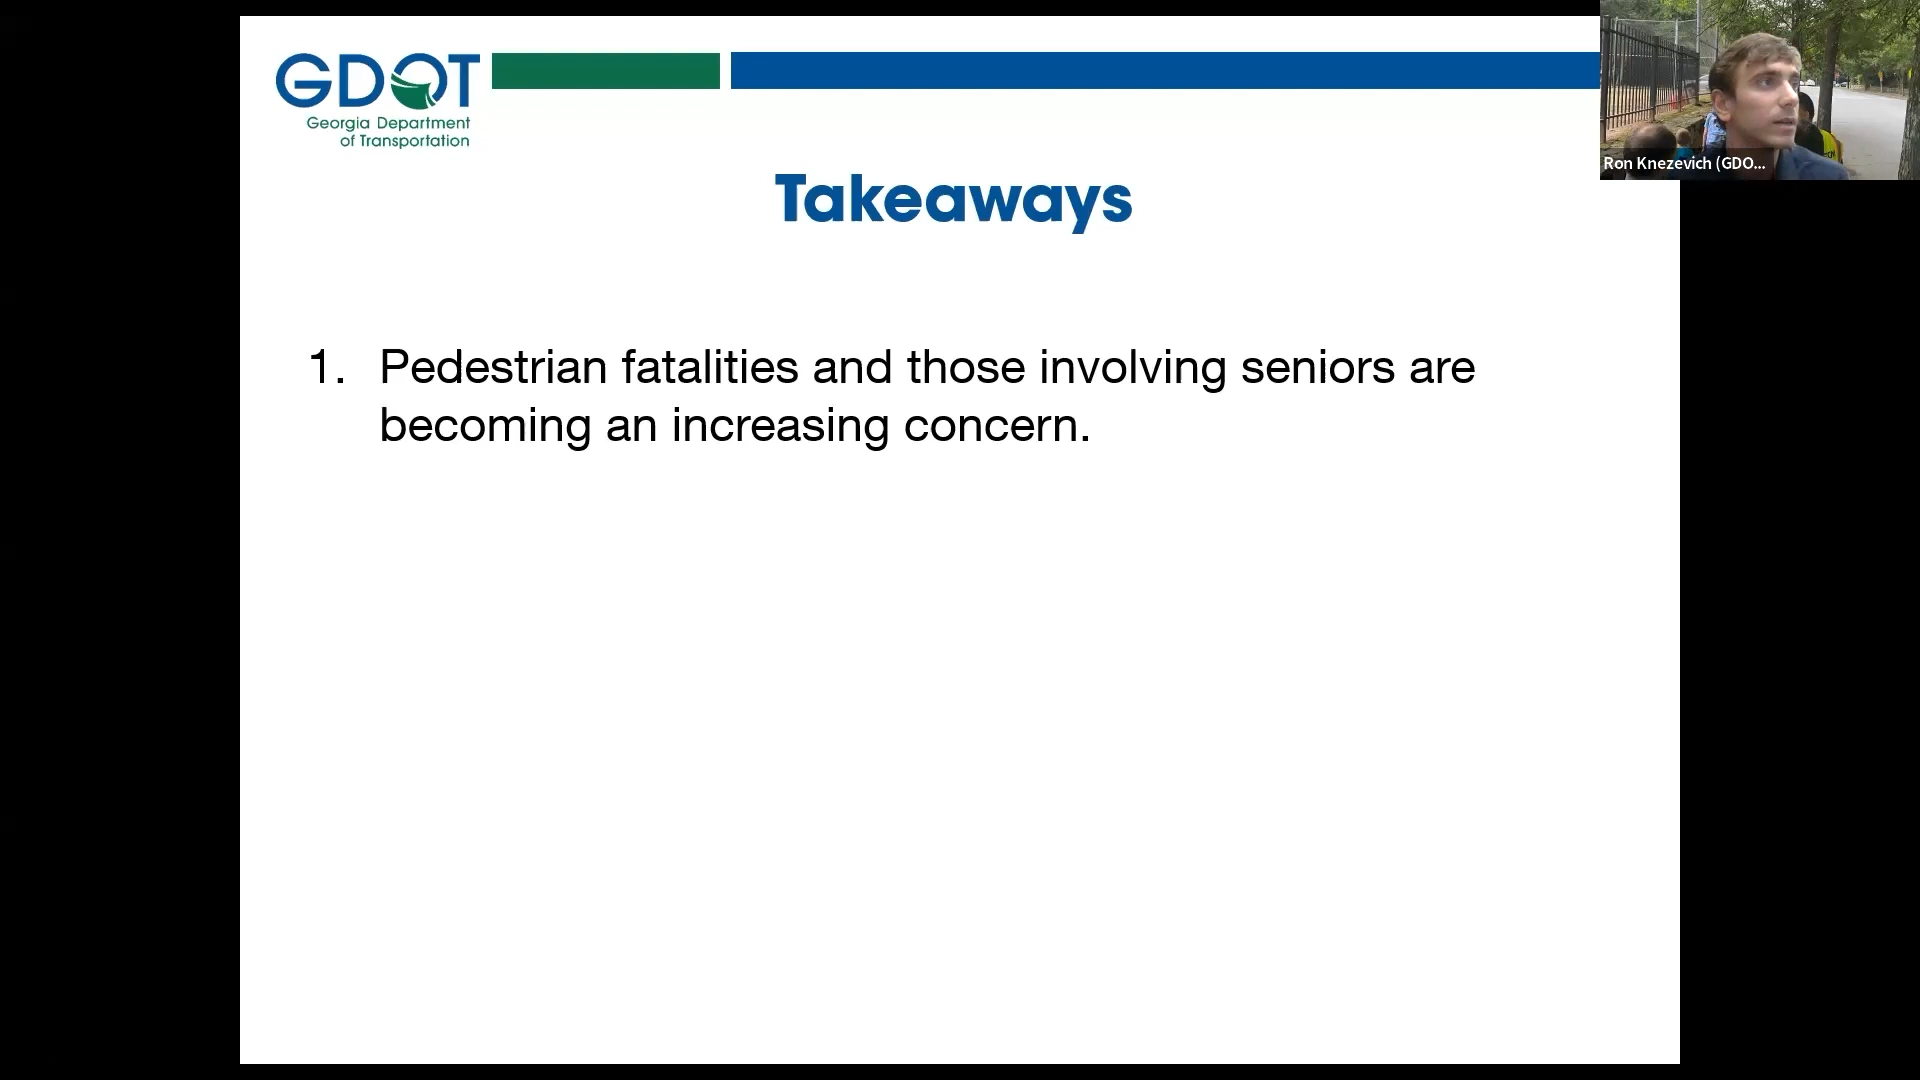 GDOT
Georgia Department
of Transportation
Ron Knezevich (GDO...
Takeaways
1. Pedestrian fatalities and those involving seniors are
becoming an increasing concern.